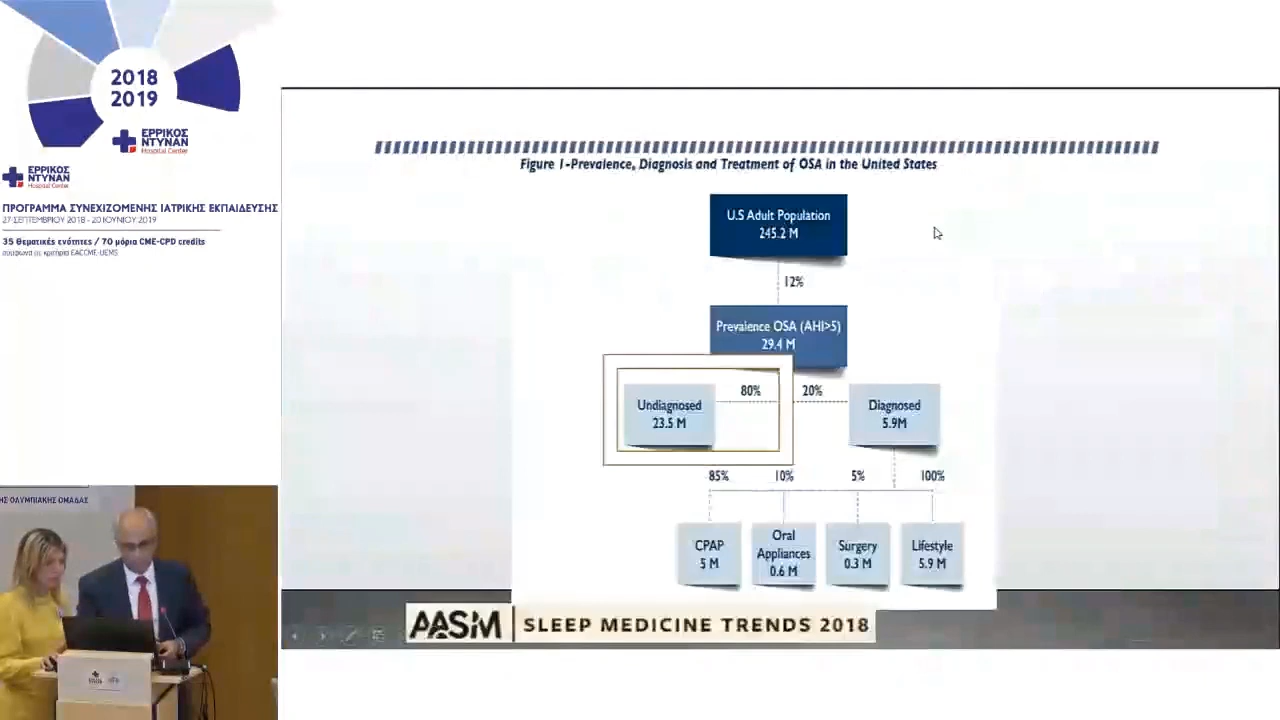 2018
2019
ΕΡΡΙΚΟΣ
ΝΤΥΝΑΝ
Hospital Center
ΕΡΡΙΚΟΣ
ΝΤΥΝΑΝ
Hospital Center
ΠΡΟΓΡΑΜΜΑ ΣΥΝΕΧΙΖΟΜΕΝΗΣ ΙΑΤΡΙΚΗΣ ΕΚΠΑΙΔΕΥΣΗΣ
27 ΣΕΠΤΕΜΒΡΙΟΥ 2018 - 20 ΙΟΥΝΙΟΥ 2019
35 θεματικές ενότητες / 70 μόρια CME-CPD credits
σύμφωνα με κριτήρια EACCME-UEMS
ΗΣ ΟΛΥΜΠΙΑΚΗΣ ΟΜΑΔΑΣ
Figure 1-Prevalence, Diagnosis and Treatment of OSA in the United States
U.S Adult Population
245.2 M
12%
Prevalence OSA (AHI>5)
29.4 M
80% 20%
Undiagnosed
23.5 M
Diagnosed
5.9M
85% 10% 5% 100%
CPAP
5 M
Oral
Appliances
0.6 M
Surgery
0.3 M
Lifestyle
5.9 M
AASM SLEEP MEDICINE TRENDS 2018